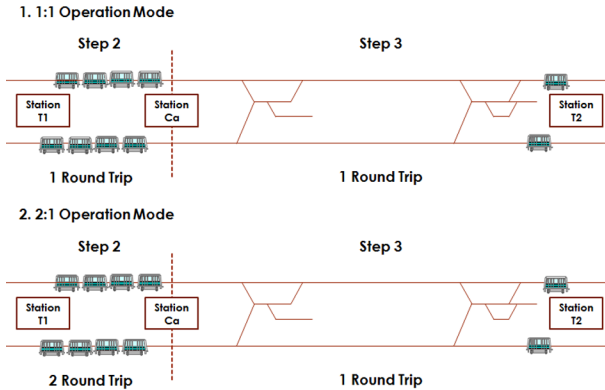 1. 1:1 Operation Mode
Step 2
Step 3
Station
T1
Station
Ca
Station
T2
1 Round Trip
1 Round Trip
2. 2:1 Operation Mode
Step 2
Step 3
Station
T1
Station
Ca
Station
T2
2 Round Trip
1 Round Trip